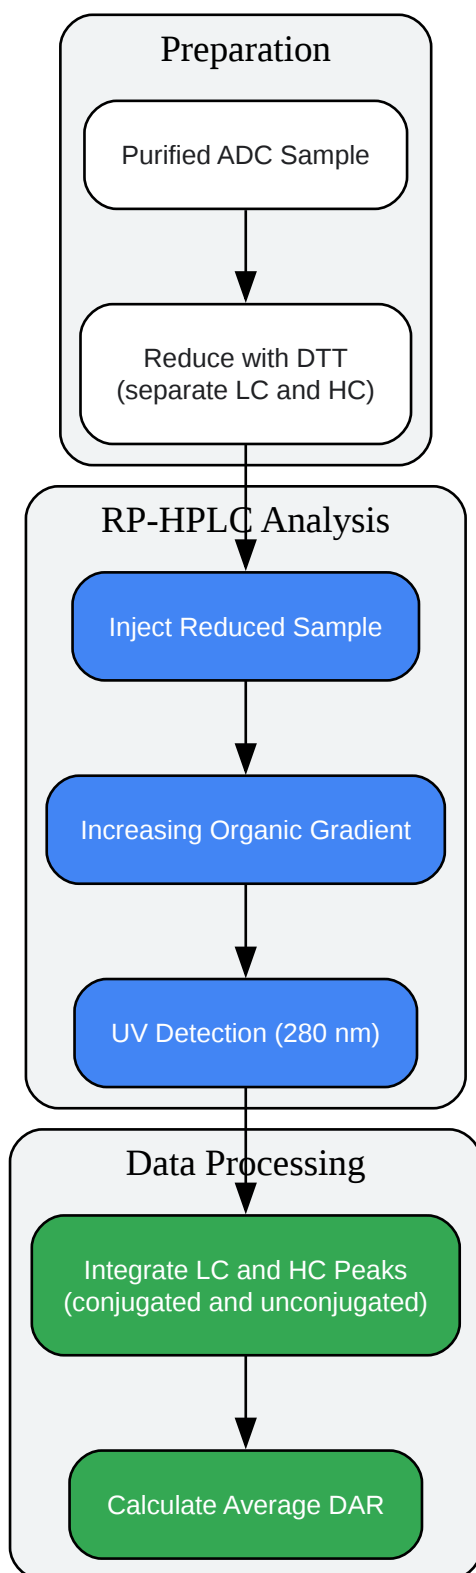 Preparation
Purified ADC Sample
Reduce with DTT
(separate LC and HC)
RP-HPLC Analysis
Inject Reduced Sample
Increasing Organic Gradient
UV Detection (280 nm)
Data Processing
Integrate LC and HC Peaks
(conjugated and unconjugated)
Calculate Average DAR